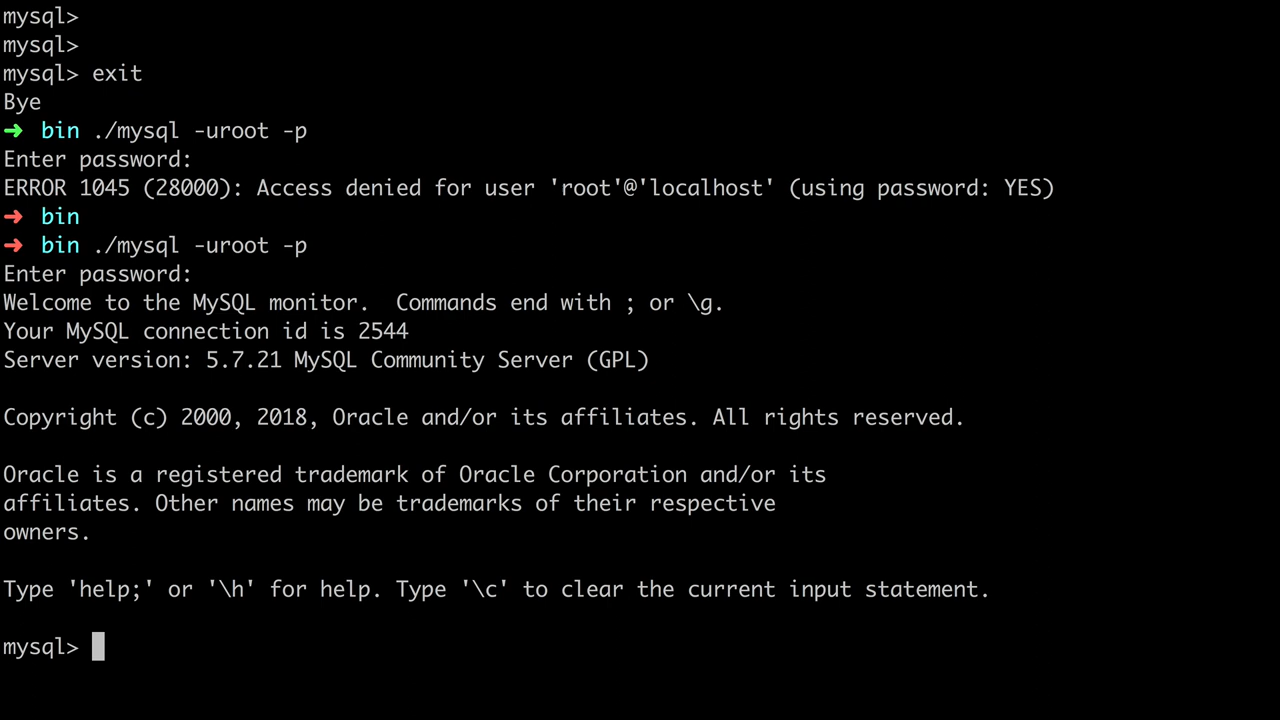 mysql>
mysql>
mysql> exit
Bye
➜ bin ./mysql -uroot -p
Enter password:
ERROR 1045 (28000): Access denied for user 'root'@'localhost' (using password: YES)
➜ bin
➜ bin ./mysql -uroot -p
Enter password:
Welcome to the MySQL monitor.  Commands end with ; or \g.
Your MySQL connection id is 2544
Server version: 5.7.21 MySQL Community Server (GPL)
Copyright (c) 2000, 2018, Oracle and/or its affiliates. All rights reserved.
Oracle is a registered trademark of Oracle Corporation and/or its
affiliates. Other names may be trademarks of their respective
owners.
Type 'help;' or '\h' for help. Type '\c' to clear the current input statement.
mysql>